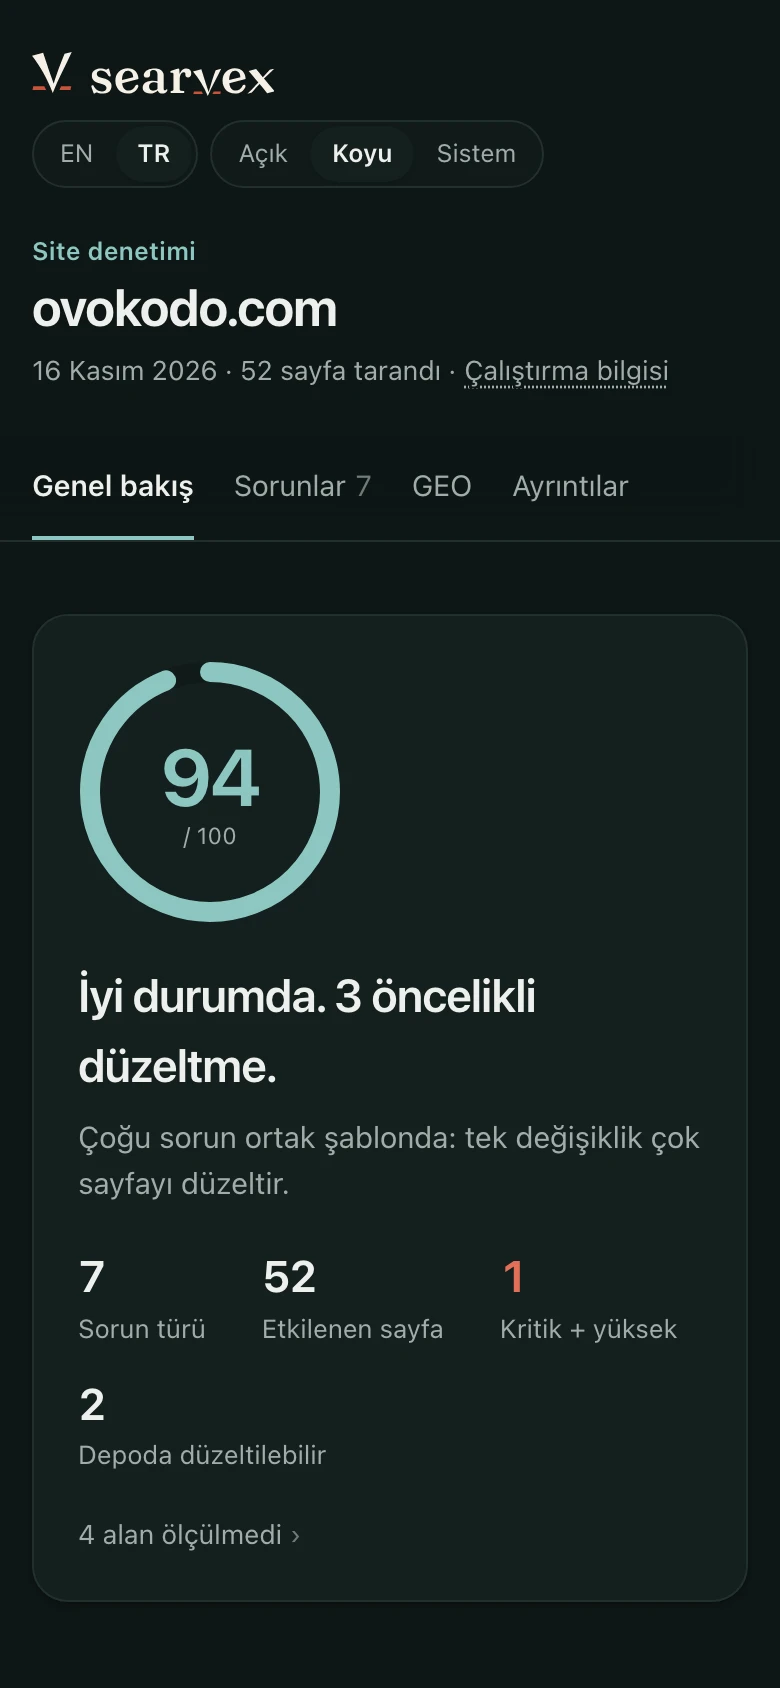 searvex
EN TR Açık Koyu Sistem
Site denetimi
ovokodo.com
16 Kasım 2026 · 52 sayfa tarandı · Çalıştırma bilgisi
Genel bakış Sorunlar 7 GEO Ayrıntılar
94
/ 100
İyi durumda. 3 öncelikli
düzeltme.
Çoğu sorun ortak şablonda: tek değişiklik çok
sayfayı düzeltir.
7 52 1
Sorun türü Etkilenen sayfa Kritik + yüksek
2
Depoda düzeltilebilir
4 alan ölçülmedi ›